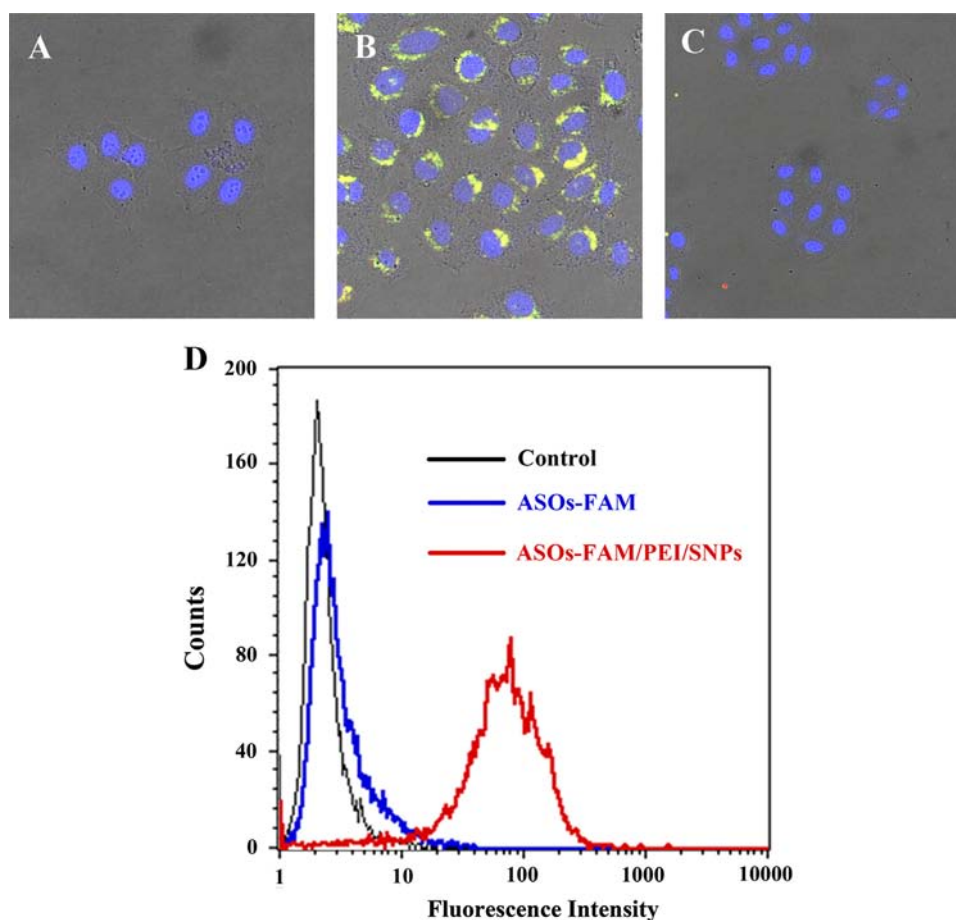 A
B
C
D
200
160
120
80
40
0
Counts
Control
ASOs-FAM
ASOs-FAM/PEI/SNPs
1
10
100
1000
10000
Fluorescence Intensity